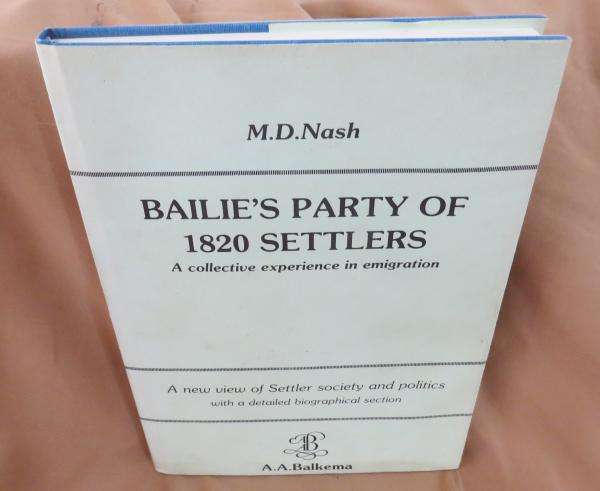 M.D.Nash
BAILIE'S PARTY OF
1820 SETTLERS
A collective experience in emigration
A new view of Settler society and politics
with a detailed biographical section
AB
A.A.Balkema